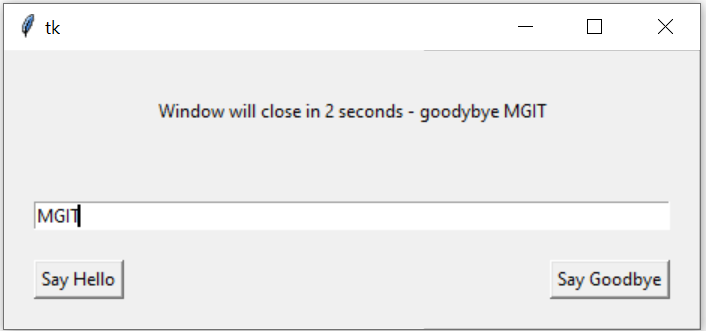 tk
Window will close in 2 seconds - goodybye MGIT
MGIT
Say Hello
Say Goodbye